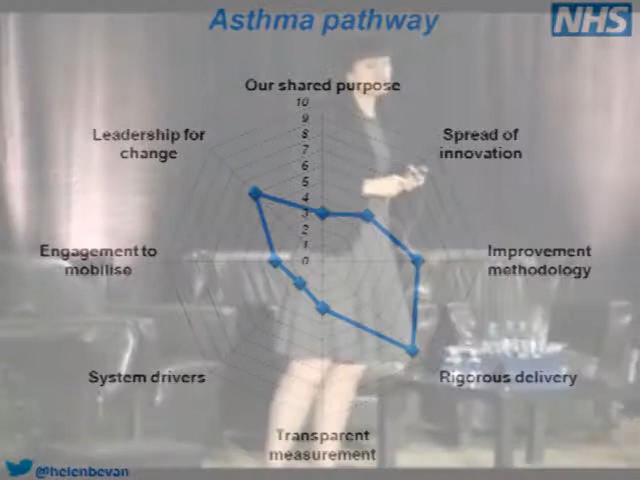 Asthma pathway
NHS
Our shared purpose
10
9
8
7
6
5
4
3
2
1
0
Leadership for
change
Spread of
innovation
Engagement to
mobilise
Improvement
methodology
System drivers
Rigorous delivery
Transparent
measurement
@helenbevan